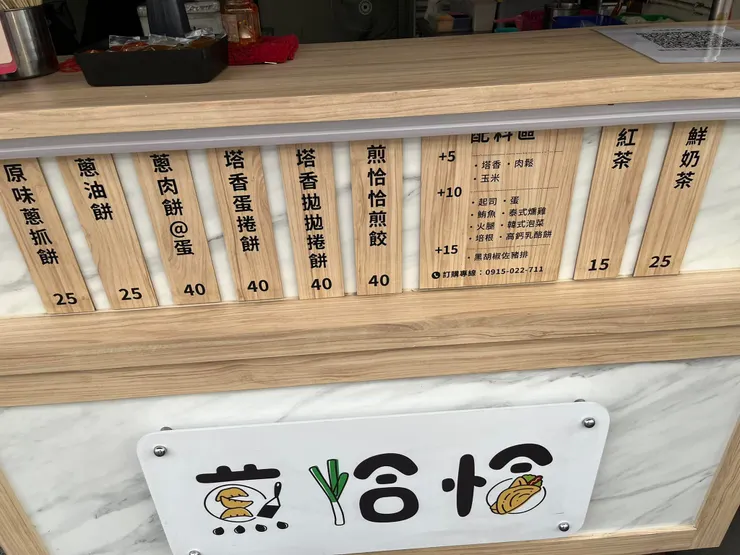 原味蔥抓餅
25
蔥油餅
25
蔥肉餅@蛋
40
塔香蛋捲餅
40
塔香拋拋捲餅
40
煎恰恰煎餃
40
配料區
+5
·塔香·肉鬆
·玉米
+10
·起司·蛋
·鮪魚·泰式燻雞
·火腿·韓式泡菜
·培根·高鈣乳酪餅
+15
·黑胡椒佐豬排
訂購專線：0915-022-711
紅茶
15
鮮奶茶
25
煎恰恰